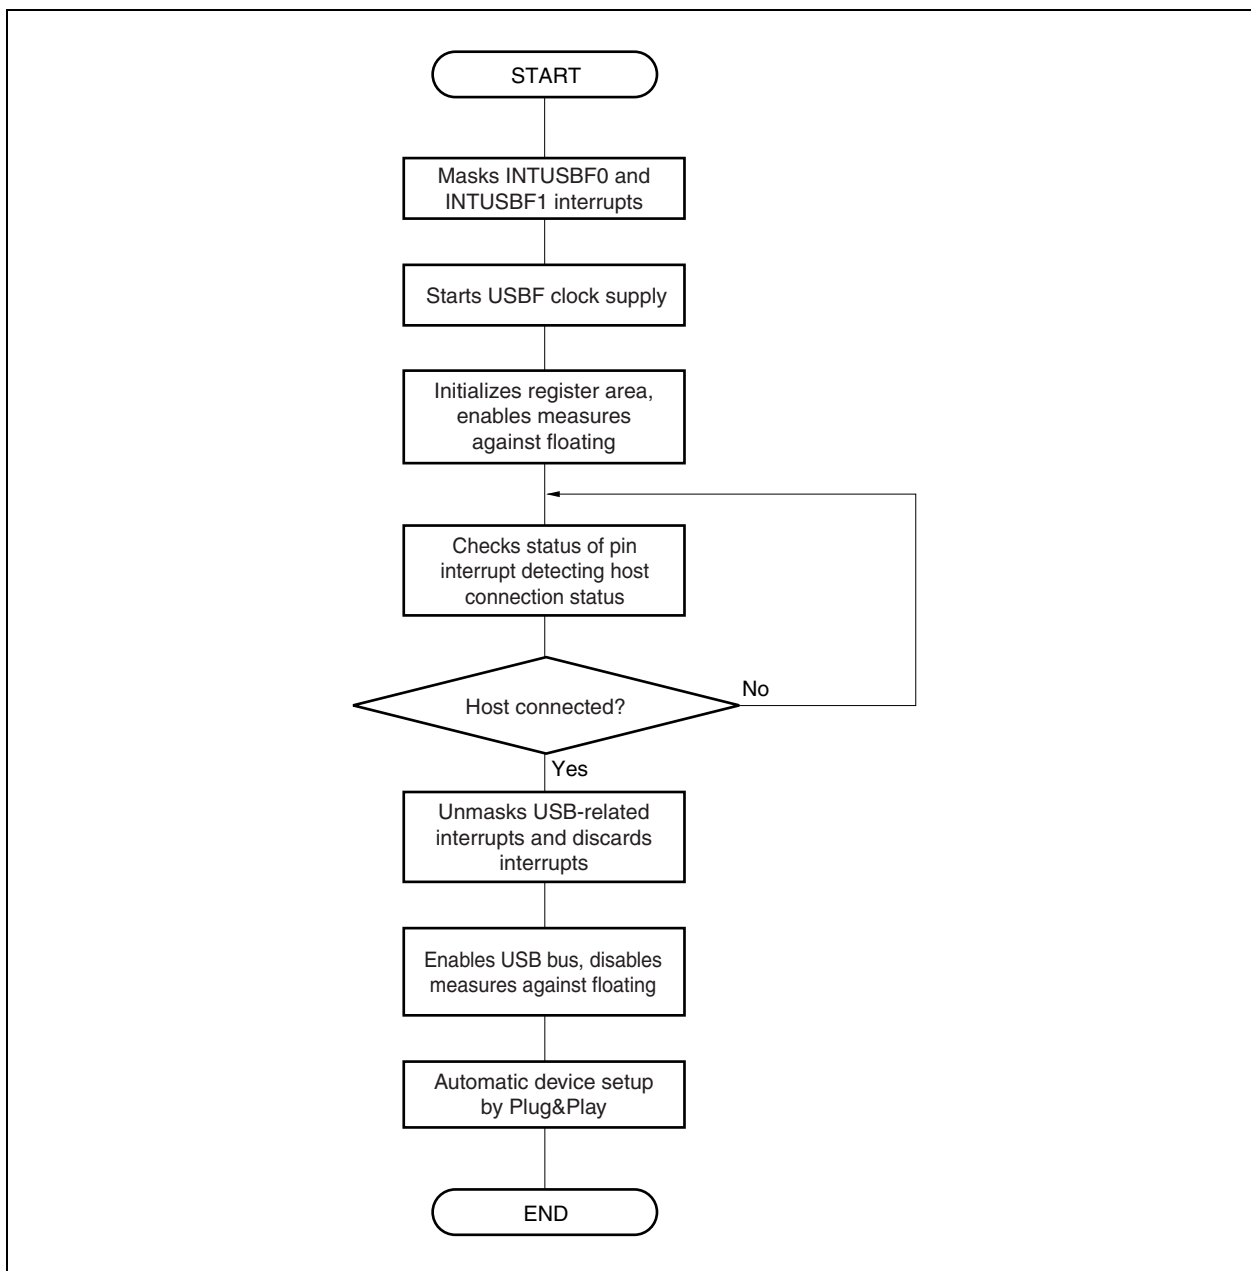 START
Masks INTUSBF0 and
INTUSBF1 interrupts
Starts USBF clock supply
Initializes register area,
enables measures
against floating
Checks status of pin
interrupt detecting host
connection status
Host connected?
No
Yes
Unmasks USB-related
interrupts and discards
interrupts
Enables USB bus, disables
measures against floating
Automatic device setup
by Plug&Play
END